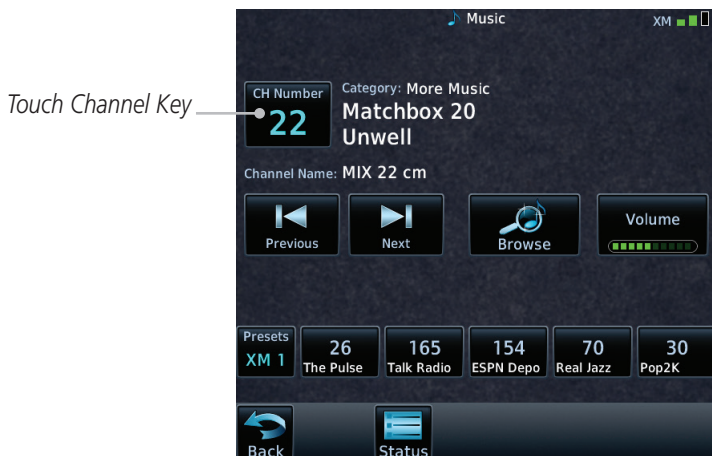 Music
XM
Touch Channel Key
CH Number
22
Category: More Music
Matchbox 20
Unwell
Channel Name: MIX 22 cm
Previous
Next
Browse
Volume
Presets
XM 1
26
The Pulse
165
Talk Radio
154
ESPN Depo
70
Real Jazz
30
Pop2K
Back
Status